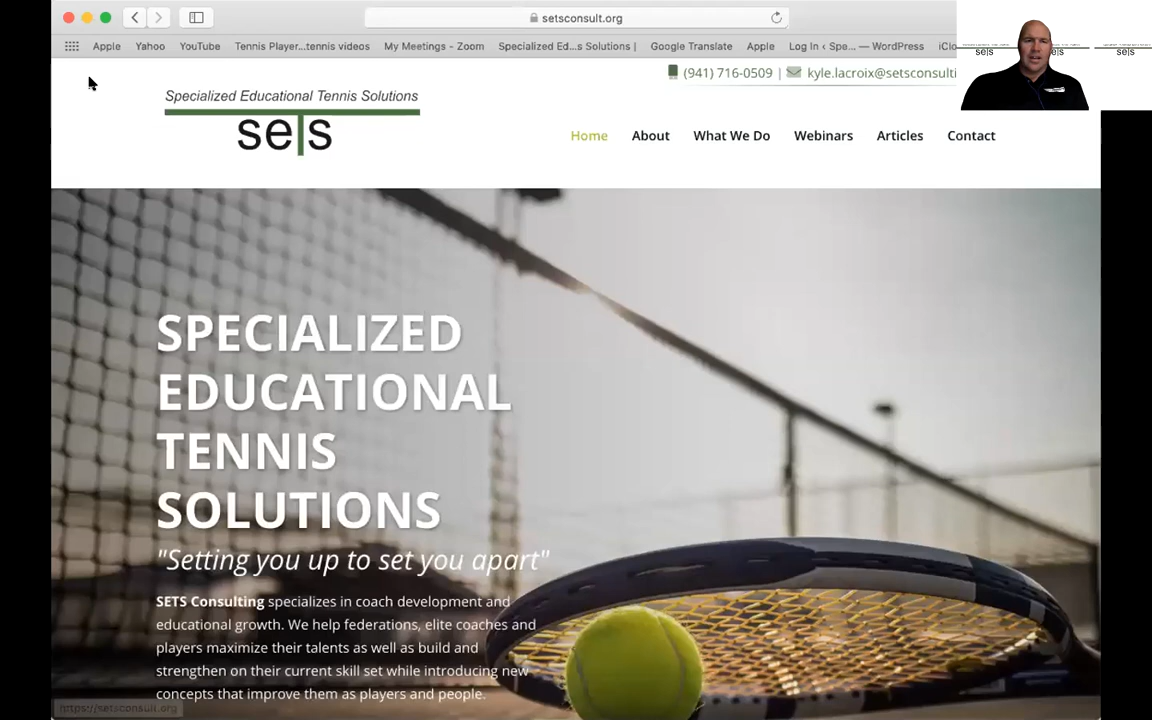 setsconsult.org
Apple
Yahoo
YouTube
Tennis Player...tennis videos
My Meetings - Zoom
Specialized Ed...s Solutions |
Google Translate
Apple
Log In ‹ Spe... — WordPress
(941) 716-0509 | kyle.lacroix@setsconsulti
Specialized Educational Tennis Solutions
sets
Home
About
What We Do
Webinars
Articles
Contact
sets
sets
sets
SPECIALIZED
EDUCATIONAL
TENNIS
SOLUTIONS
"Setting you up to set you apart"
SETS Consulting specializes in coach development and
educational growth. We help federations, elite coaches and
players maximize their talents as well as build and
strengthen on their current skill set while introducing new
concepts that improve them as players and people.
https://setsconsult.org